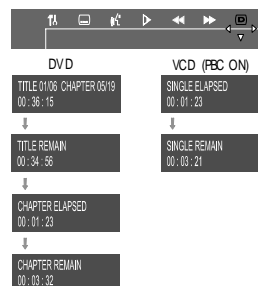 DVD
TITLE 01/06 CHAPTER 05/19
00 : 36 : 15
TITLE REMAIN
00 : 34 : 56
CHAPTER ELAPSED
00 : 01 : 23
CHAPTER REMAIN
00 : 03 : 32
VCD (PBC ON)
SINGLE ELAPSED
00 : 01 : 23
SINGLE REMAIN
00 : 03 : 21